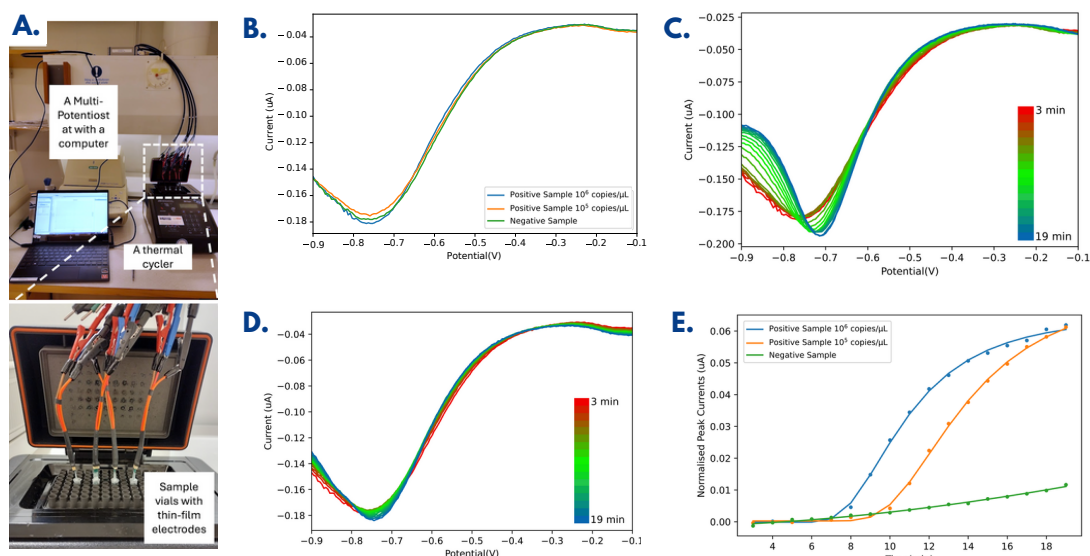 A.
A Multi-
Potentiost
at with a
computer
A thermal
cycler
Sample
vials with
thin-film
electrodes
B.
Current (uA)
−0.04
−0.06
−0.08
−0.10
−0.12
−0.14
−0.16
−0.18
Positive Sample 10⁶ copies/μL
Positive Sample 10⁵ copies/μL
Negative Sample
−0.9 −0.8 −0.7 −0.6 −0.5 −0.4 −0.3 −0.2 −0.1
Potential(V)
C.
Current (uA)
−0.025
−0.050
−0.075
−0.100
−0.125
−0.150
−0.175
−0.200
3 min
19 min
−0.9 −0.8 −0.7 −0.6 −0.5 −0.4 −0.3 −0.2 −0.1
Potential(V)
D.
Current (uA)
−0.04
−0.06
−0.08
−0.10
−0.12
−0.14
−0.16
−0.18
3 min
19 min
−0.9 −0.8 −0.7 −0.6 −0.5 −0.4 −0.3 −0.2 −0.1
Potential(V)
E.
Normalised Peak Currents (uA)
0.06
0.05
0.04
0.03
0.02
0.01
0.00
Positive Sample 10⁶ copies/μL
Positive Sample 10⁵ copies/μL
Negative Sample
4 6 8 10 12 14 16 18